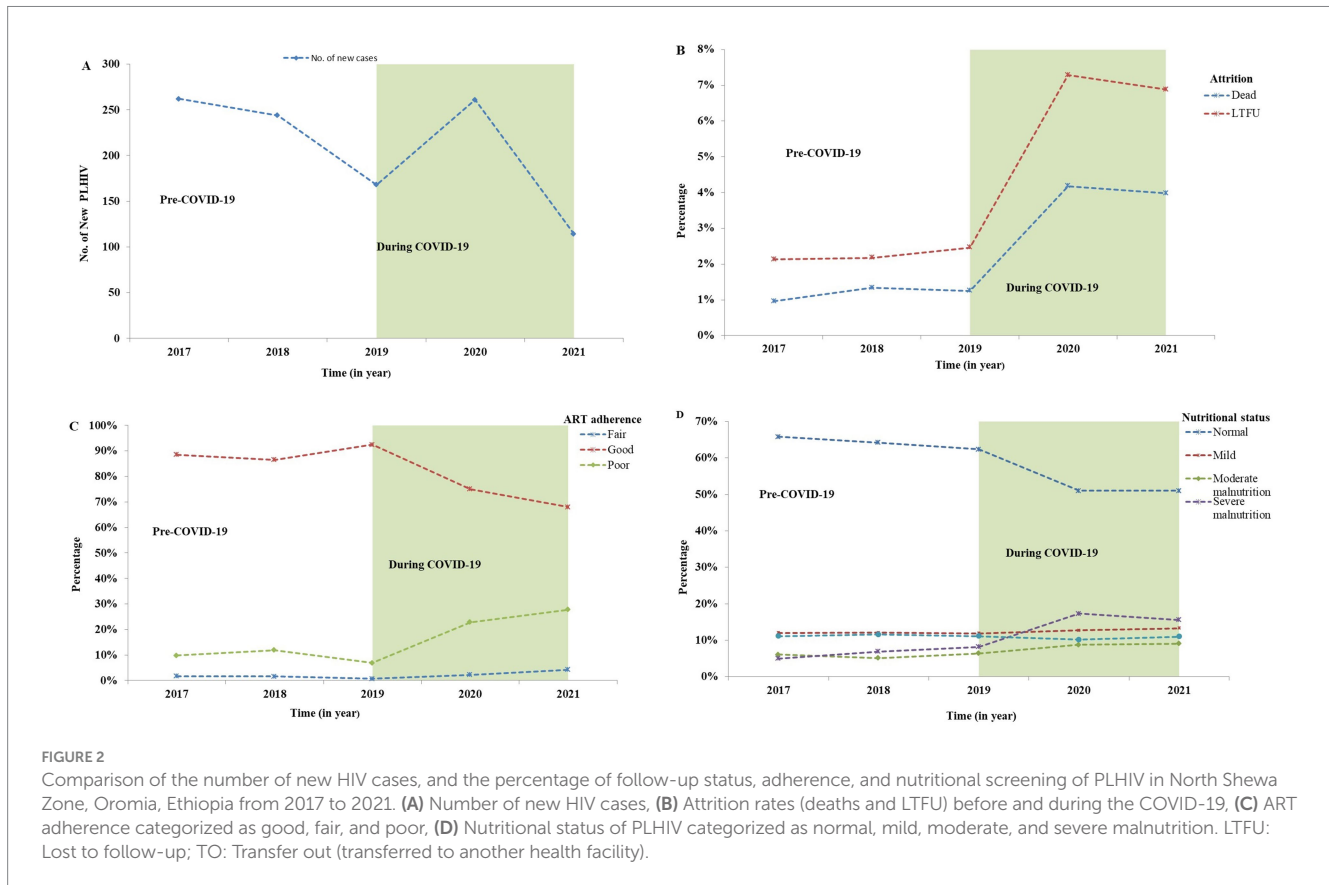 A
No. of new cases
300
250
200
150
100
50
0
No. of New PLHIV
Pre-COVID-19
During COVID-19
2017 2018 2019 2020 2021
Time (in year)
B
8%
7%
6%
5%
4%
3%
2%
1%
0%
Percentage
Attrition
Dead
LTFU
Pre-COVID-19
During COVID-19
2017 2018 2019 2020 2021
Time (in year)
C
100%
90%
80%
70%
60%
50%
40%
30%
20%
10%
0%
Percentage
ART adherence
Fair
Good
Poor
Pre-COVID-19
During COVID-19
2017 2018 2019 2020 2021
Time (in year)
D
70%
60%
50%
40%
30%
20%
10%
0%
Percentage
Nutritional status
Normal
Mild
Moderate
malnutrition
Severe
malnutrition
Pre-COVID-19
During COVID-19
2017 2018 2019 2020 2021
Time (in year)
FIGURE 2
Comparison of the number of new HIV cases, and the percentage of follow-up status, adherence, and nutritional screening of PLHIV in North Shewa
Zone, Oromia, Ethiopia from 2017 to 2021. (A) Number of new HIV cases, (B) Attrition rates (deaths and LTFU) before and during the COVID-19, (C) ART
adherence categorized as good, fair, and poor, (D) Nutritional status of PLHIV categorized as normal, mild, moderate, and severe malnutrition. LTFU:
Lost to follow-up; TO: Transfer out (transferred to another health facility).